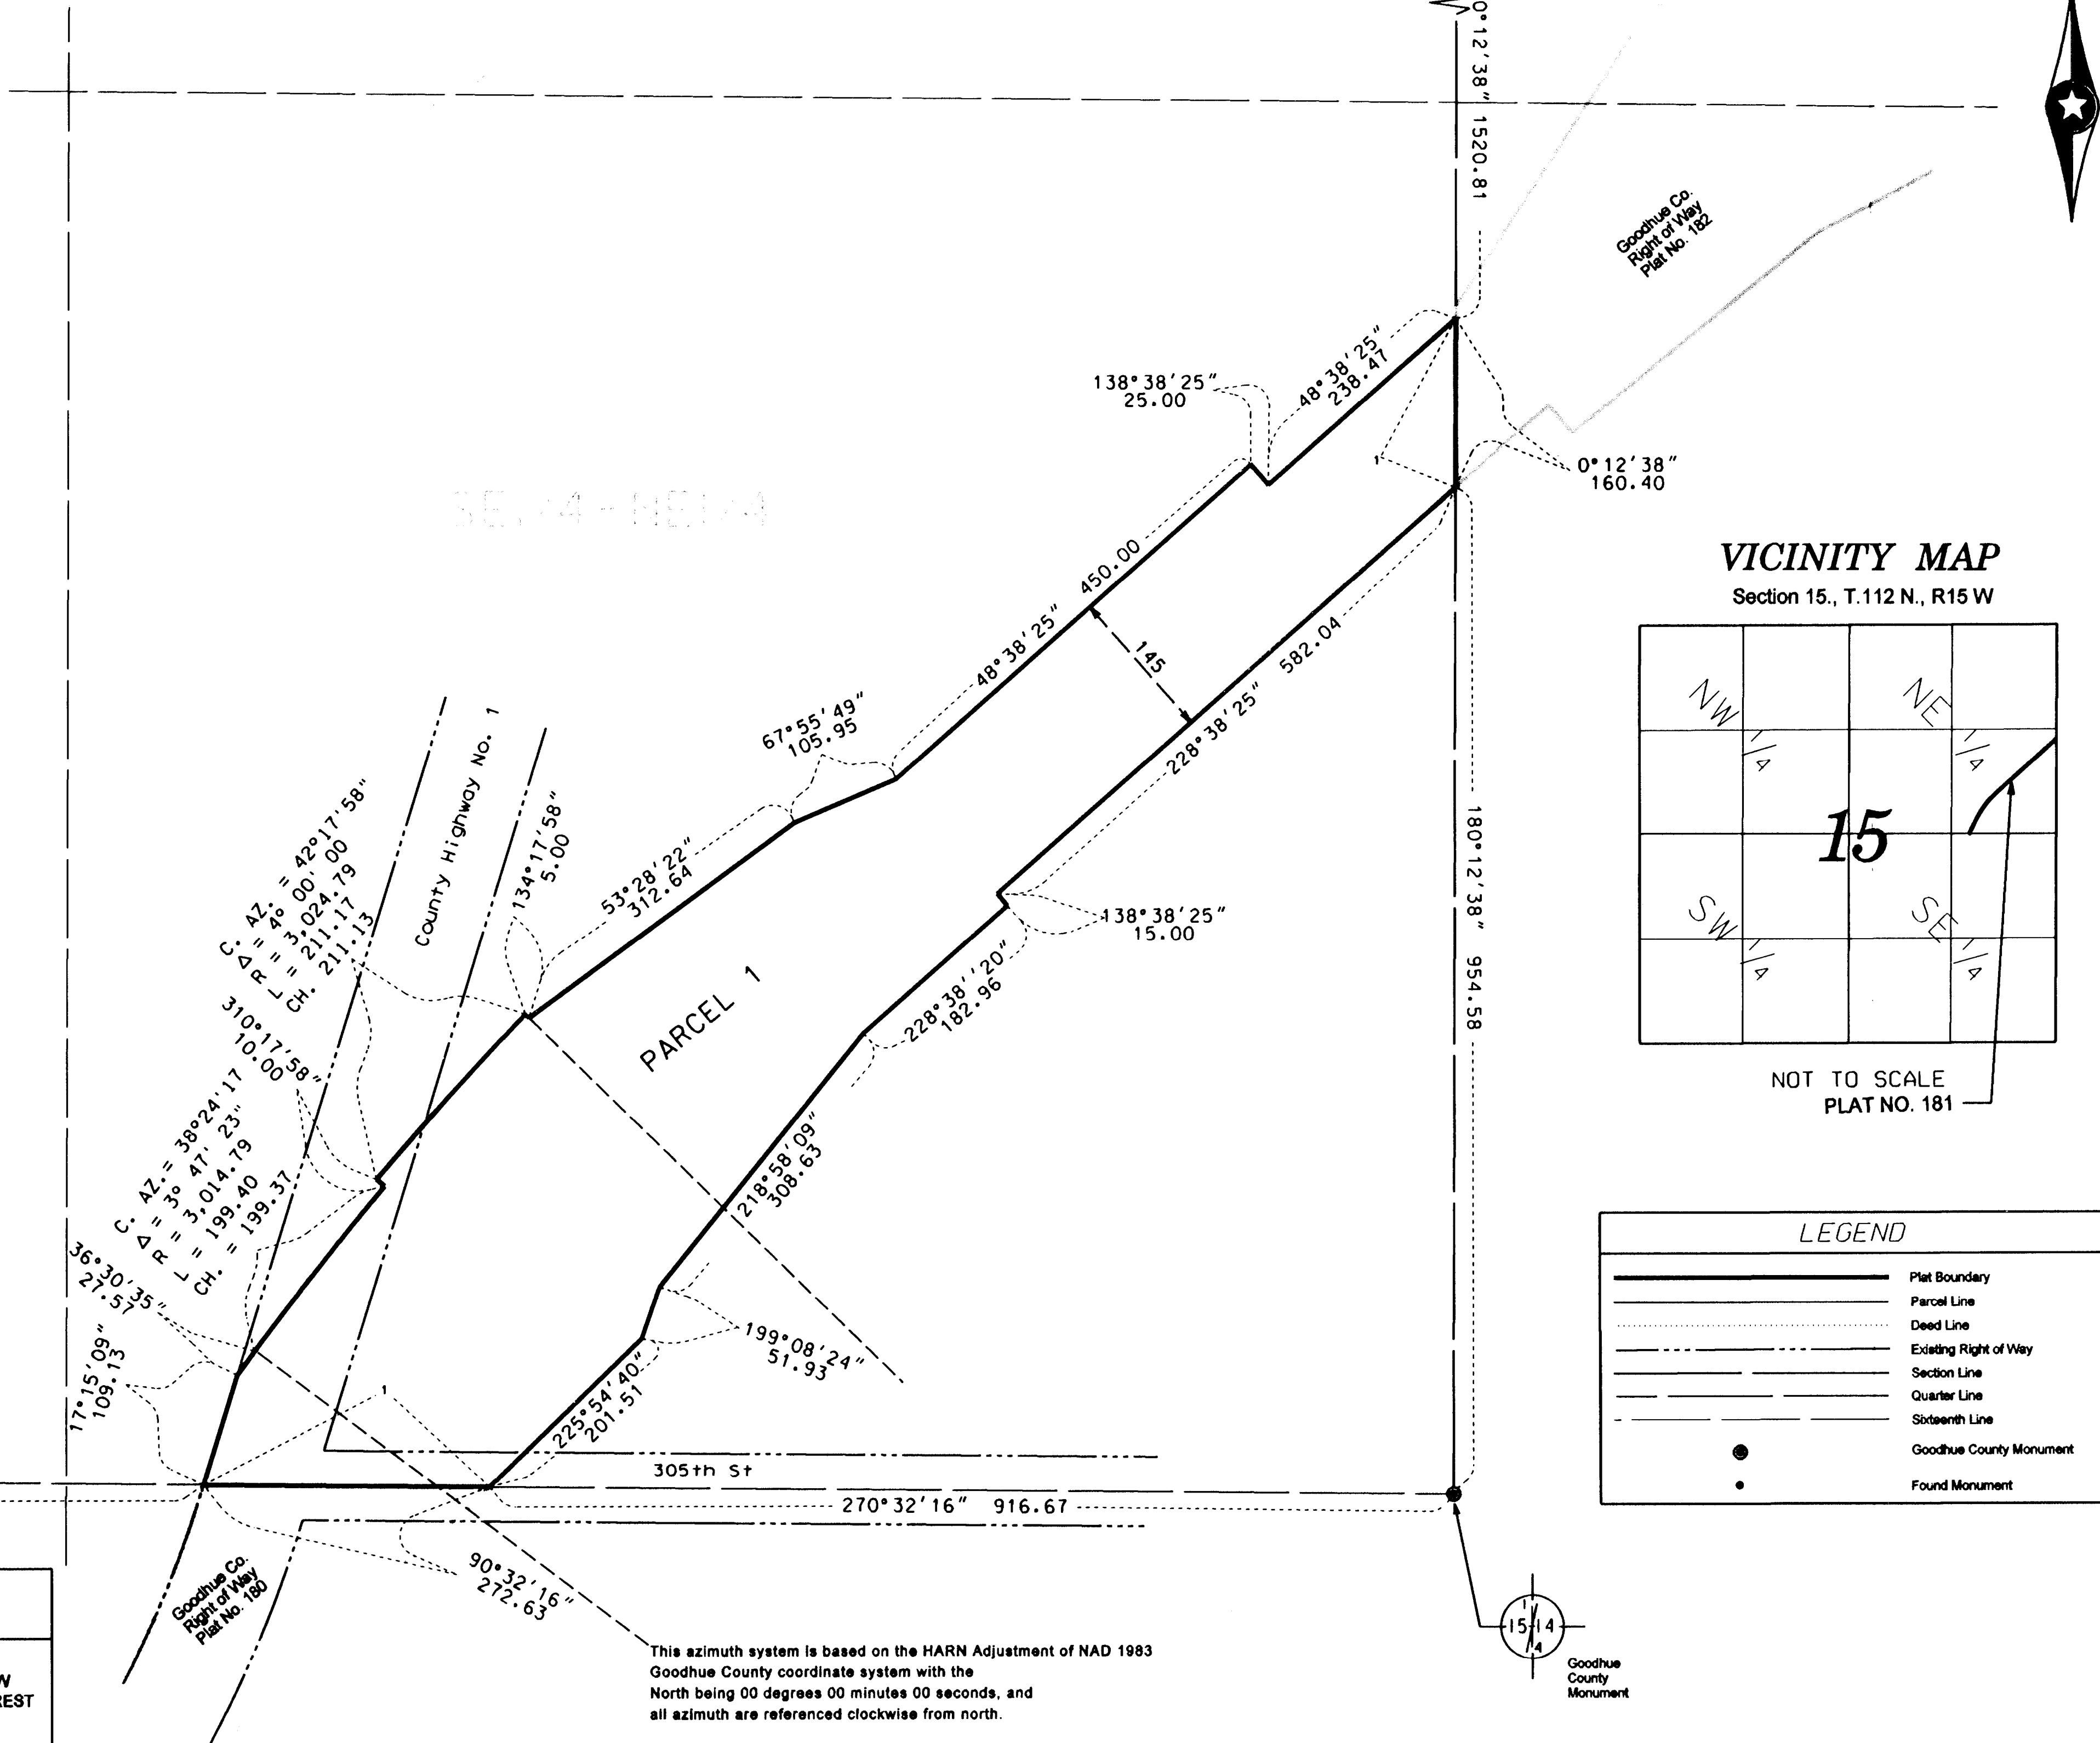 0°12'38" 1520.81
Goodhue Co.
Right of Way
Plat No. 182
48°38'25"
238.47
138°38'25"
25.00
1
0°12'38"
160.40
450.00
48°38'25"
145
582.04
228°38'25"
67°55'49"
105.95
County Highway No. 1
134°17'58"
5.00
53°28'22"
312.64
C. AZ. = 42°17'58"
Δ = 4° 00' 00
R = 3,024.79
L = 211.17
CH. 211.13
310°17'58"
10.00
138°38'25"
15.00
PARCEL 1
228°38''20"
182.96
180°12'38" 954.58
C. AZ. = 38°24'17
Δ = 3° 47' 23"
R = 3,014.79
L = 199.40
CH. = 199.37
36°30'35"
27.57
17°15'09"
109.13
218°58'09"
308.63
199°08'24"
51.93
225°54'40"
201.51
1
305th St
270°32'16" 916.67
90°32'16"
272.63
Goodhue Co.
Right of Way
Plat No. 180
This azimuth system is based on the HARN Adjustment of NAD 1983
Goodhue County coordinate system with the
North being 00 degrees 00 minutes 00 seconds, and
all azimuth are referenced clockwise from north.
1
15 14
4
Goodhue
County
Monument
VICINITY MAP
Section 15., T.112 N., R15 W
NW 1/4
NE 1/4
15
SW 1/4
SE 1/4
NOT TO SCALE
PLAT NO. 181
LEGEND
Plat Boundary
Parcel Line
Deed Line
Existing Right of Way
Section Line
Quarter Line
Sixteenth Line
Goodhue County Monument
Found Monument